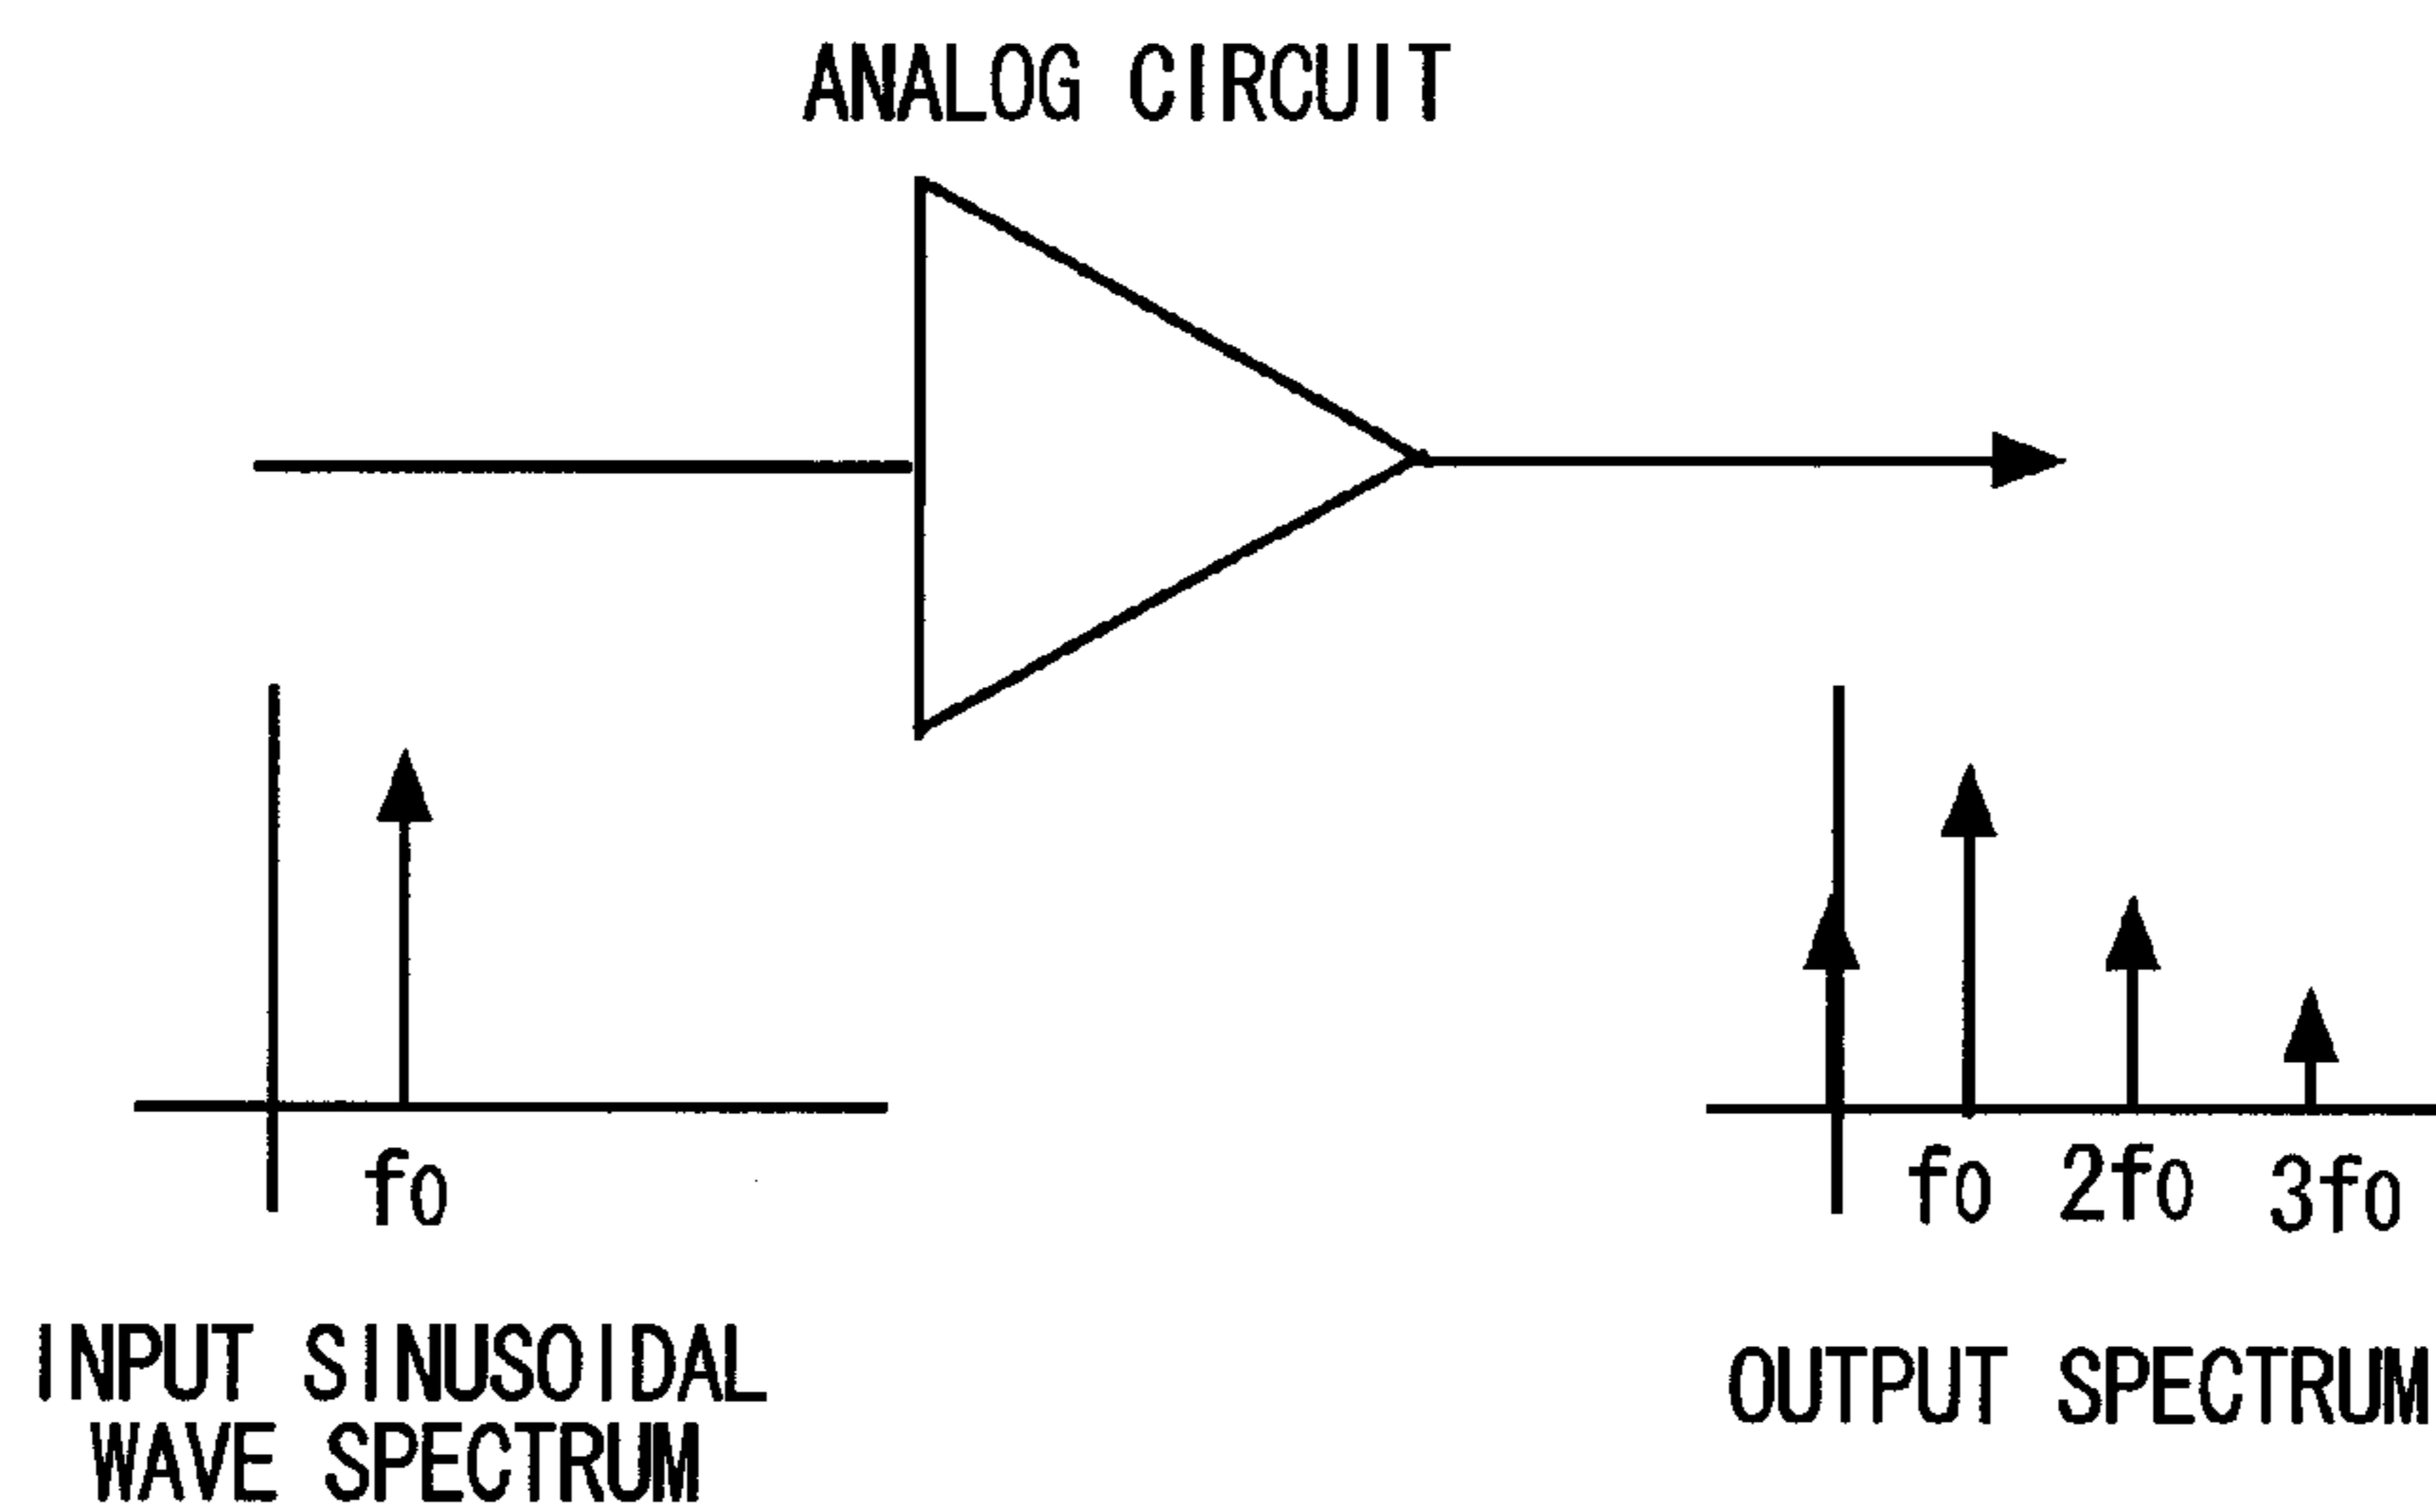 ANALOG CIRCUIT
fo
fo 2fo 3fo
INPUT SINUSOIDAL
WAVE SPECTRUM
OUTPUT SPECTRUM